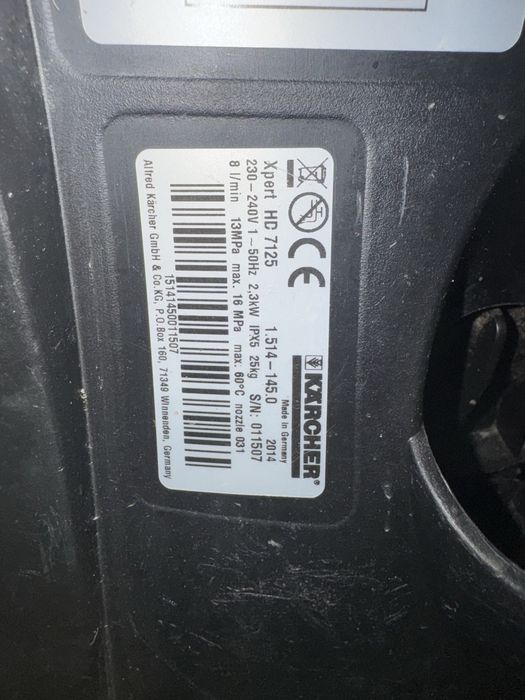 KÄRCHER®
Made in Germany
CE
Xpert HD 7125 1.514-145.0 2014
230-240V 1~50Hz 2,3kW IPX5 25kg S/N: 011507
8 l/min 13MPa max. 16 MPa max. 60°C nozzle 031
15141450011507
Alfred Kärcher GmbH & Co.KG, P.O.Box 160, 71349 Winnenden, Germany